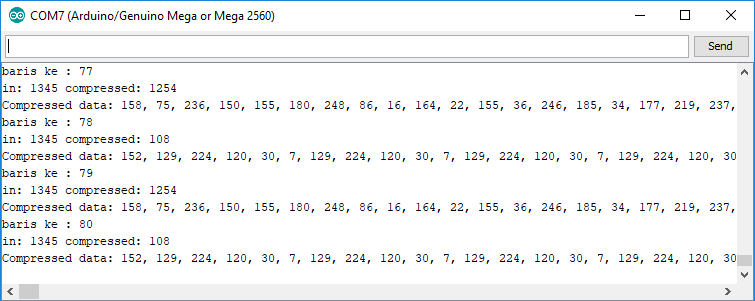 COM7 (Arduino/Genuino Mega or Mega 2560)
Send
baris ke : 77
in: 1345 compressed: 1254
Compressed data: 158, 75, 236, 150, 155, 180, 248, 86, 16, 164, 22, 155, 36, 246, 185, 34, 177, 219, 237,
baris ke : 78
in: 1345 compressed: 108
Compressed data: 152, 129, 224, 120, 30, 7, 129, 224, 120, 30, 7, 129, 224, 120, 30, 7, 129, 224, 120, 30
baris ke : 79
in: 1345 compressed: 1254
Compressed data: 158, 75, 236, 150, 155, 180, 248, 86, 16, 164, 22, 155, 36, 246, 185, 34, 177, 219, 237,
baris ke : 80
in: 1345 compressed: 108
Compressed data: 152, 129, 224, 120, 30, 7, 129, 224, 120, 30, 7, 129, 224, 120, 30, 7, 129, 224, 120, 30